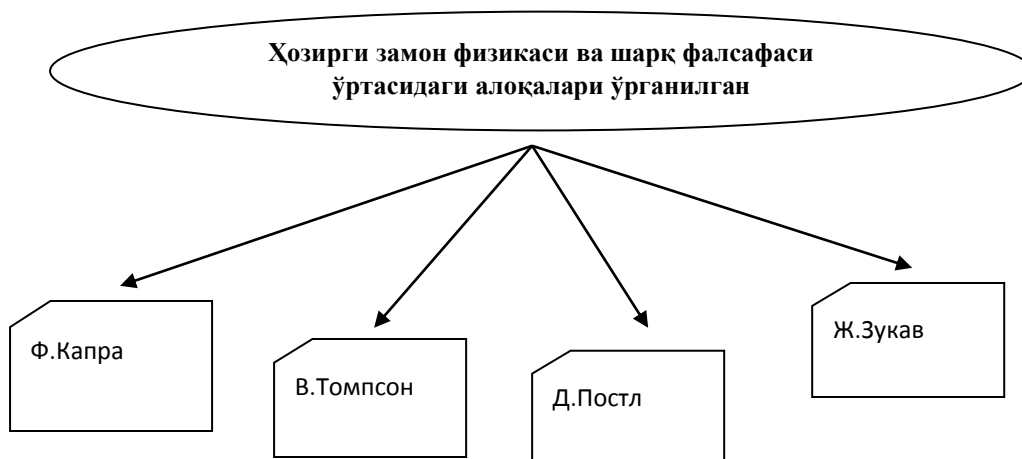 Ҳозирги замон физикаси ва шарқ фалсафаси
ўртасидаги алоқалари ўрганилган
Ф.Капра
В.Томпсон
Д.Постл
Ж.Зукав